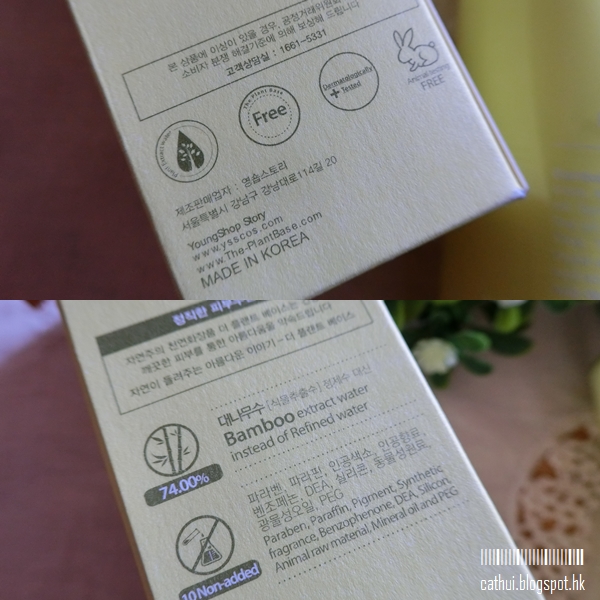 본 상품에 이상이 있을 경우, 공정거래위원회
소비자 분쟁 해결기준에 의해 보상해 드립니다
고객상담실 : 1661-5331
Plant Extract Water
The Plant Base
Free
Dermatologically
Tested
Animal testing
FREE
제조판매업자 : 영숍스토리
서울특별시 강남구 강남대로114길 20
YoungShop Story
www.ysscos.com
www.The-PlantBase.com
MADE IN KOREA
정직한 피부
자연주의 천연화장품 더 플랜트 베이스는
깨끗한 피부를 통한 아름다움을 약속드립니다
자연이 들려주는 아름다운 이야기 - 더 플랜트 베이스
대나무수 [식물추출수] 정제수 대신
Bamboo extract water
instead of Refined water
74.00%
파라벤, 파라핀, 인공색소, 인공향료,
벤조페논, DEA, 실리콘, 동물성원료,
광물성오일, PEG
Paraben, Paraffin, Pigment, Synthetic
fragrance, Benzophenone, DEA, Silicon,
Animal raw material, Mineral oil and PEG
10 Non-added
cathui.blogspot.hk